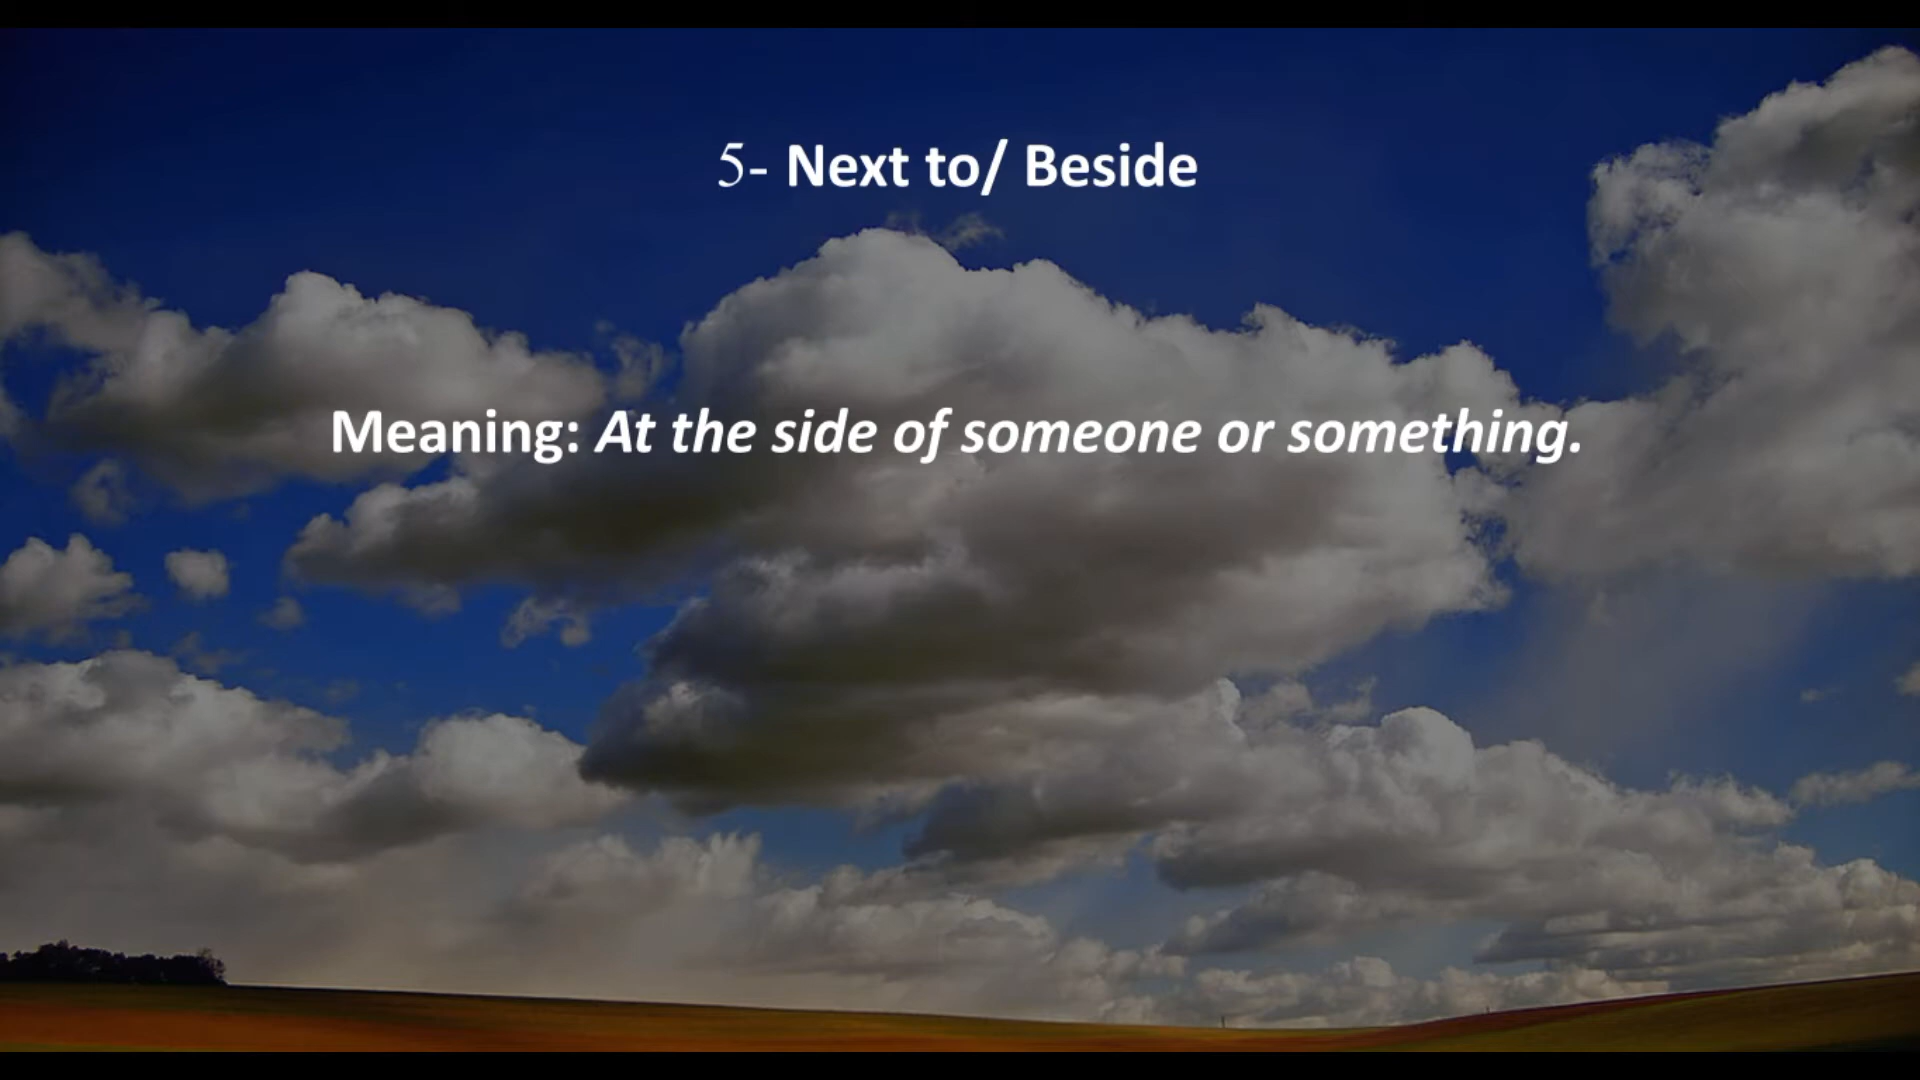 5- Next to/ Beside
Meaning: At the side of someone or something.